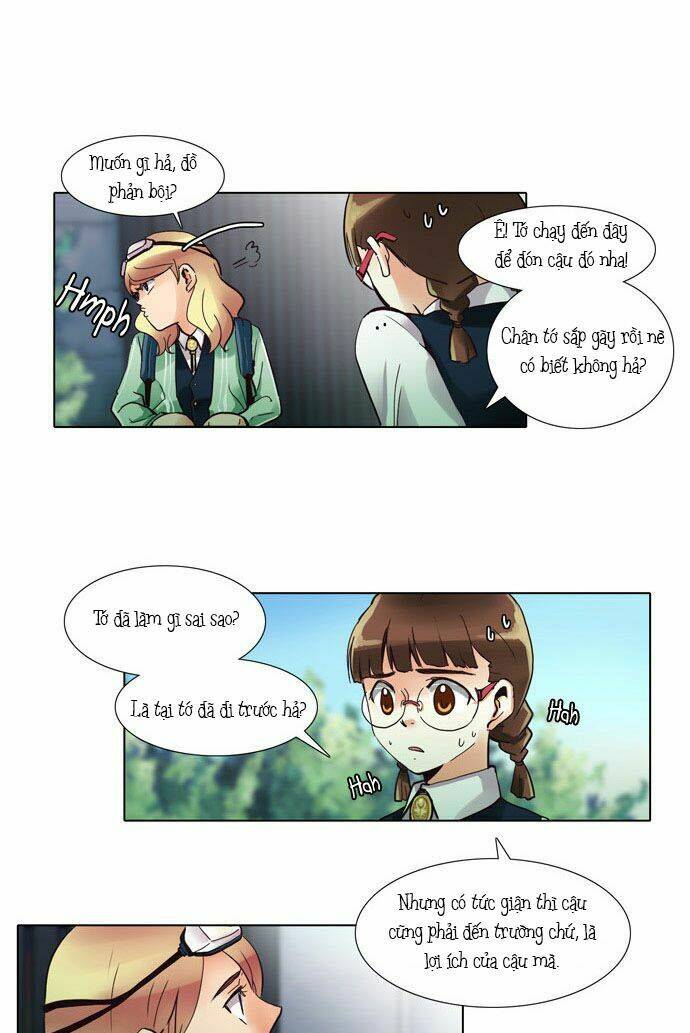 Muốn gì hả, đồ
phản bội?
Hmph
Ê! Tớ chạy đến đây
để đón cậu đó nha!
...
Chân tớ sắp gãy rồi nè
có biết không hả?
Tớ đã làm gì sai sao?
Là tại tớ đã đi trước hả?
Hah
Hah
Nhưng có tức giận thì cậu
cũng phải đến trường chứ, là
lợi ích của cậu mà.